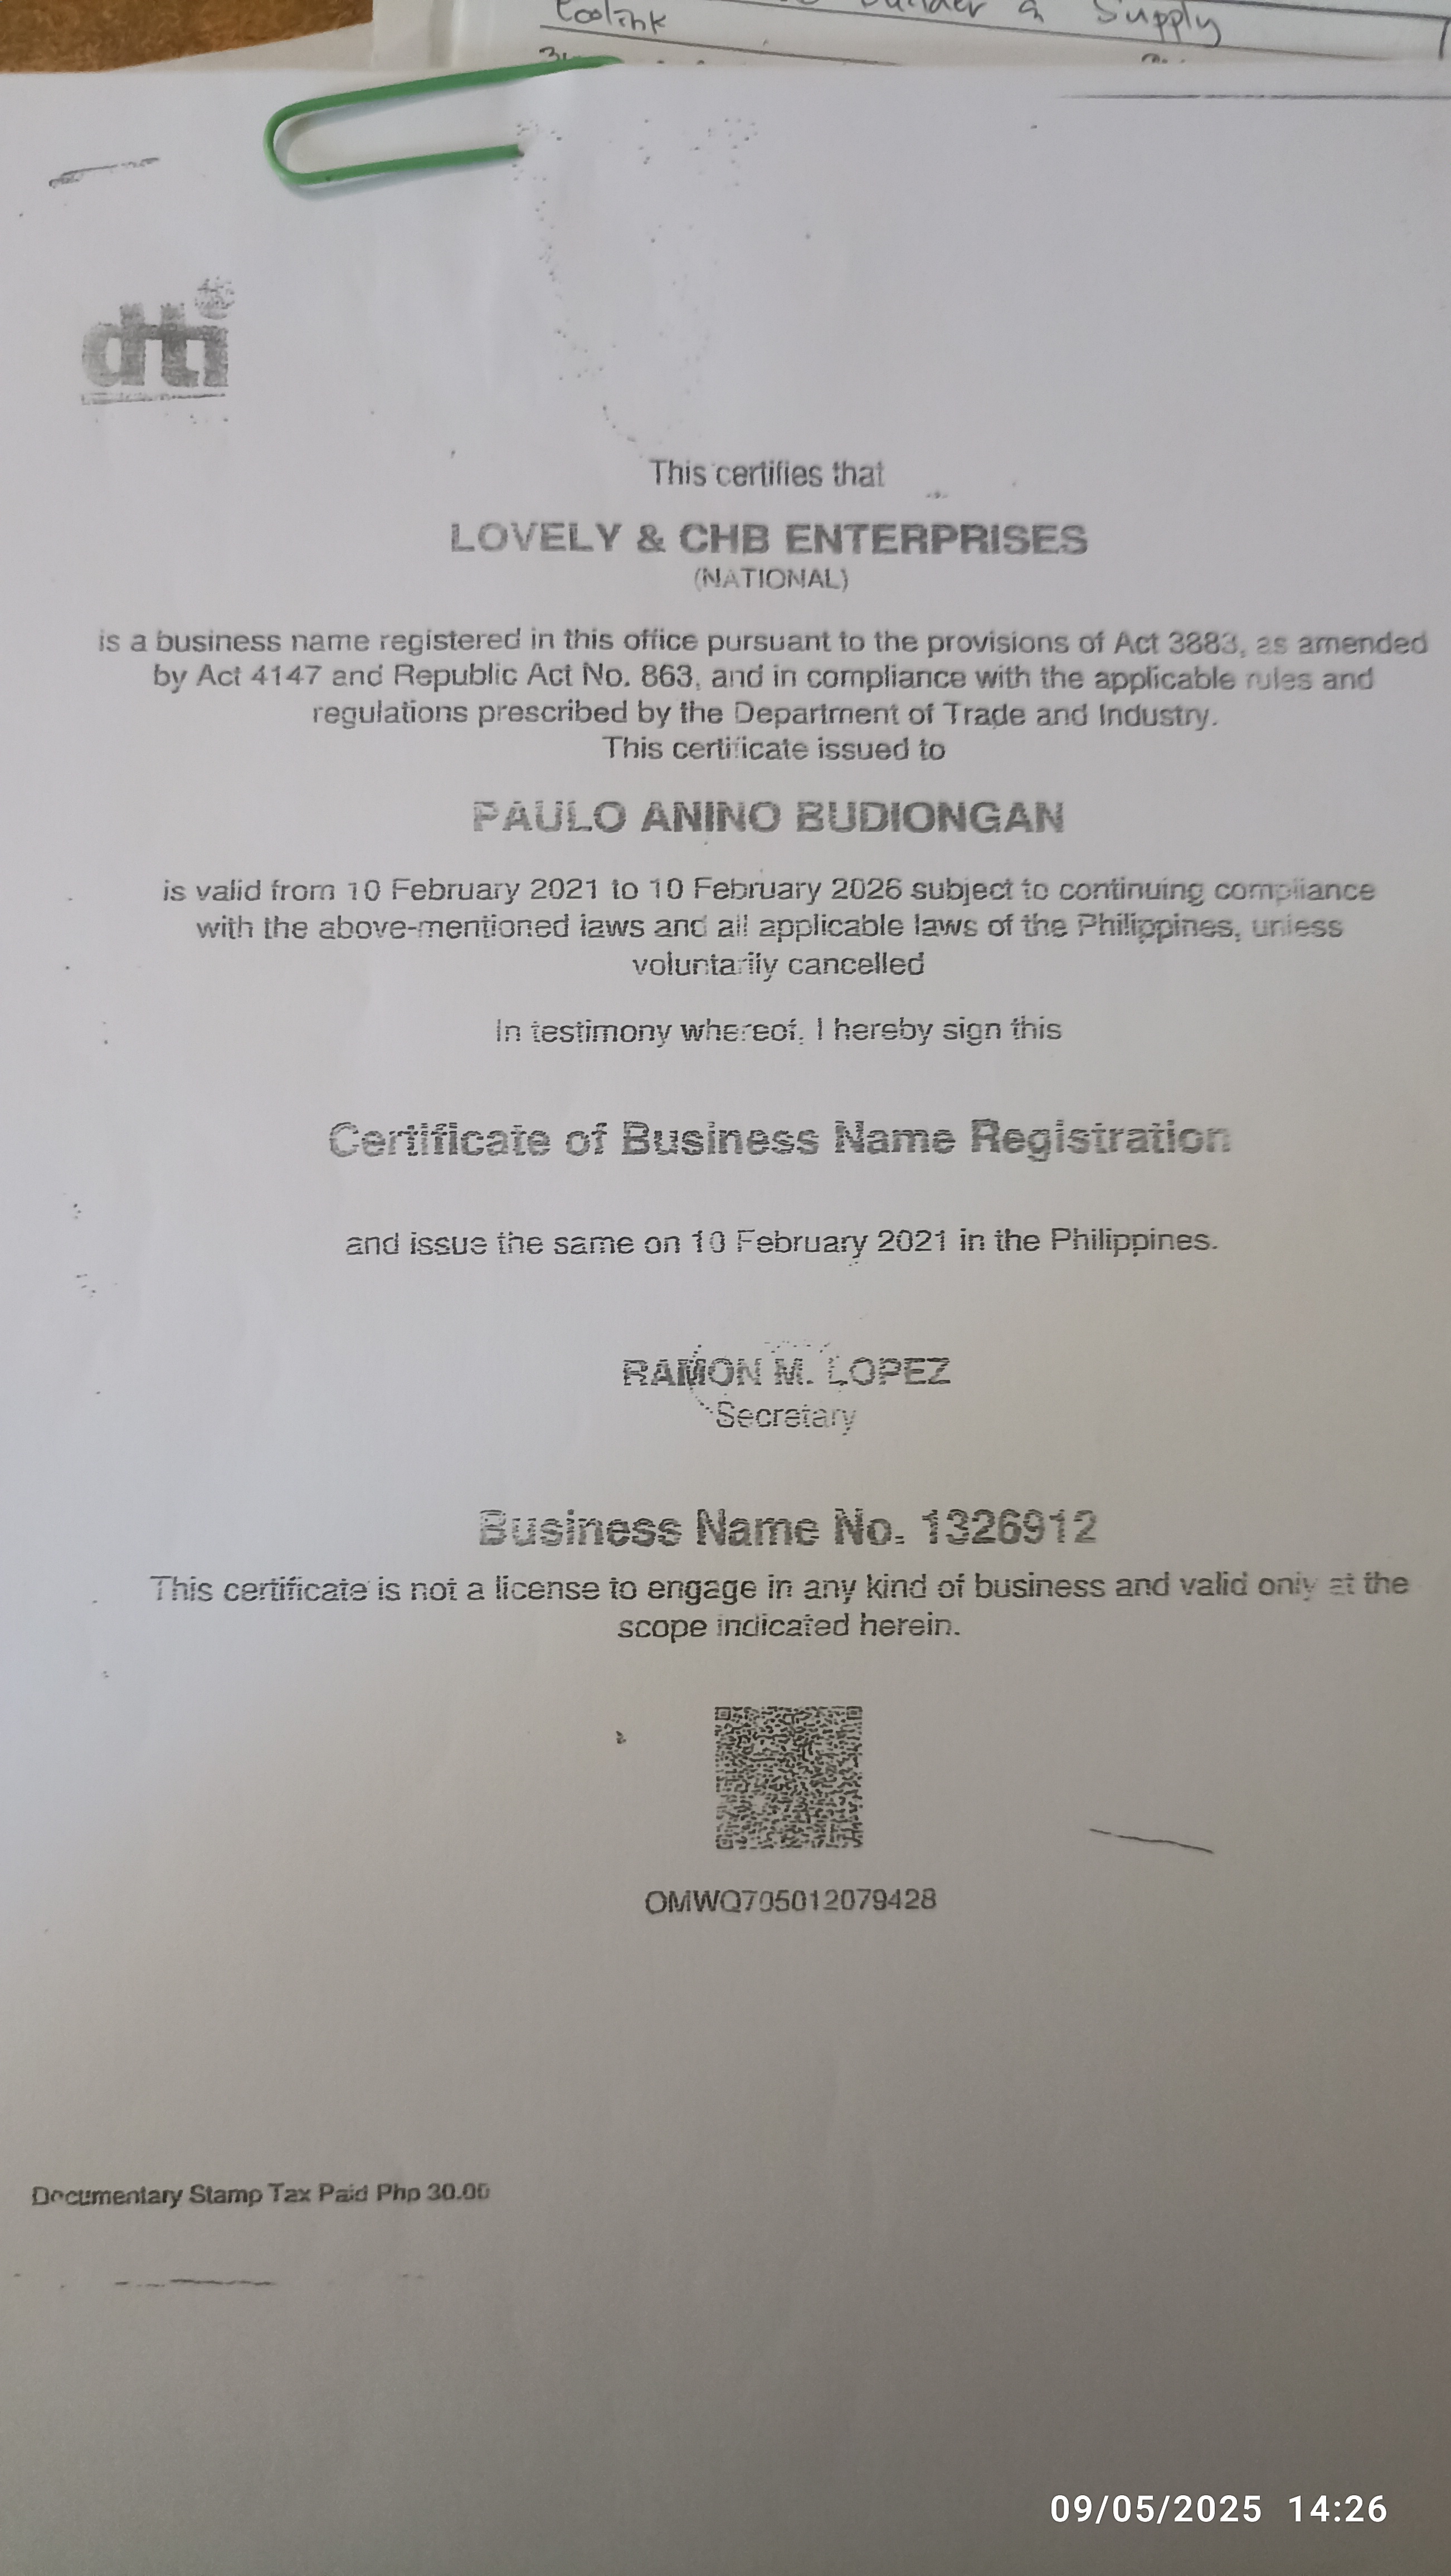 Coolink
Supply
dti
This certifies that
LOVELY & CHB ENTERPRISES
(NATIONAL)
is a business name registered in this office pursuant to the provisions of Act 3883, as amended
by Act 4147 and Republic Act No. 863, and in compliance with the applicable rules and
regulations prescribed by the Department of Trade and Industry.
This certificate issued to
PAULO ANINO BUDIONGAN
is valid from 10 February 2021 to 10 February 2026 subject to continuing compliance
with the above-mentioned laws and all applicable laws of the Philippines, unless
voluntarily cancelled
In testimony whereof, I hereby sign this
Certificate of Business Name Registration
and issue the same on 10 February 2021 in the Philippines.
RAMON M. LOPEZ
Secretary
Business Name No. 1326912
This certificate is not a license to engage in any kind of business and valid only at the
scope indicated herein.
OMWQ705012079428
Documentary Stamp Tax Paid Php 30.00
09/05/2025 14:26